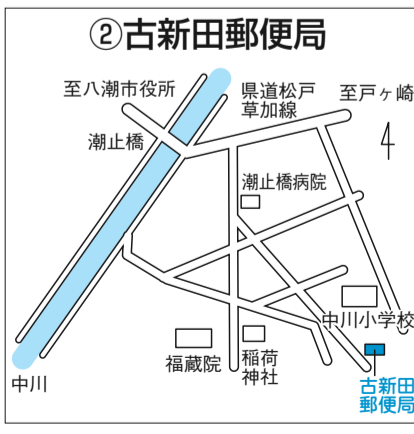 ②古新田郵便局
至八潮市役所
県道松戸
草加線
至戸ヶ崎
潮止橋
潮止橋病院
中川小学校
福蔵院
稲荷
神社
中川
古新田
郵便局